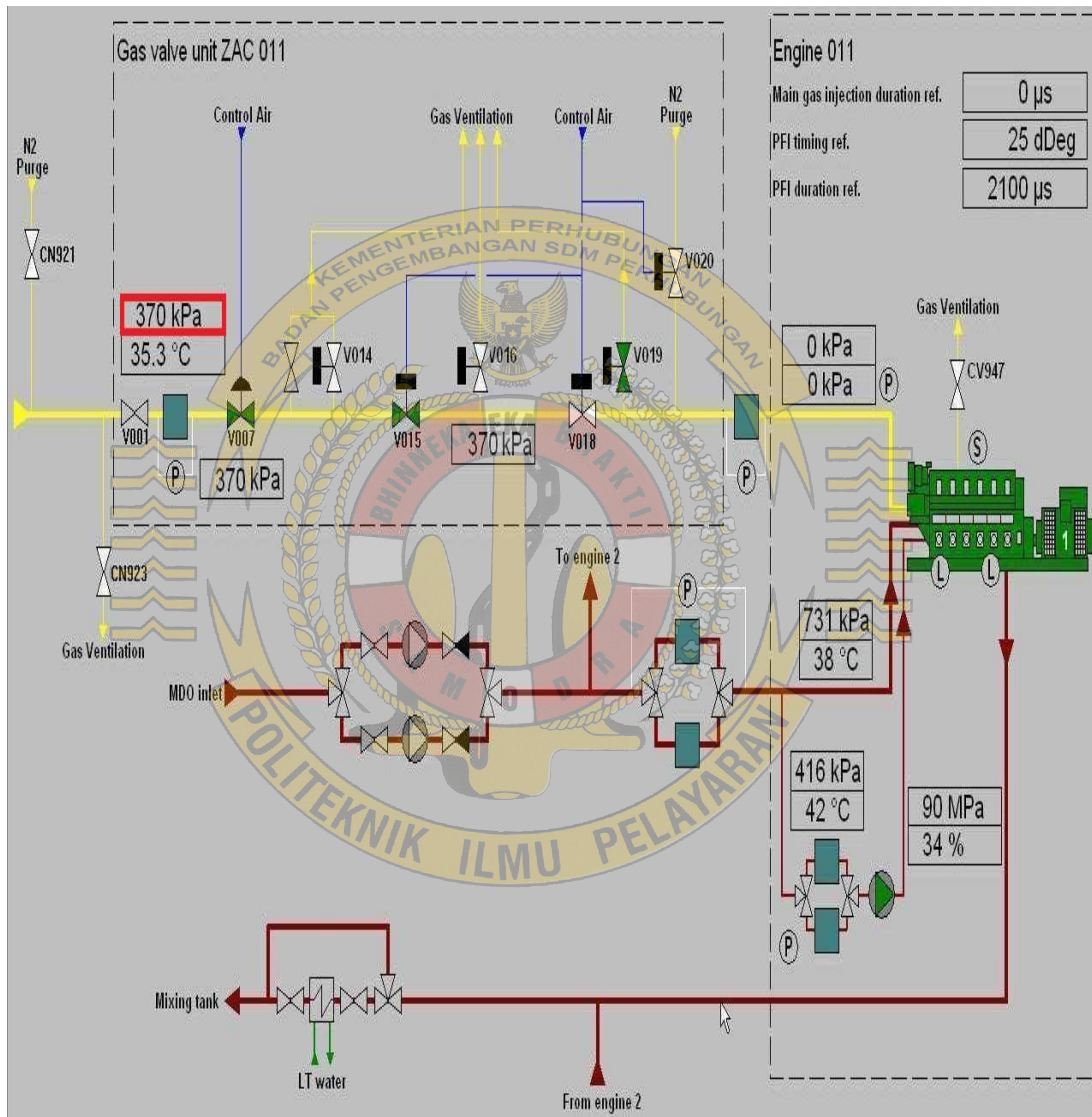 Gas valve unit ZAC 011
Engine 011
Main gas injection duration ref.
0 µs
PFI timing ref.
25 dDeg
PFI duration ref.
2100 µs
Control Air
Gas Ventilation
Control Air
N2
Purge
N2
Purge
CN921
V020
370 kPa
35.3 °C
V014
V016
V019
0 kPa
0 kPa
P
Gas Ventilation
CV947
V001
V007
V015
V018
P
370 kPa
370 kPa
P
S
1
L
L
CN923
Gas Ventilation
To engine 2
P
731 kPa
38 °C
MDO inlet
416 kPa
42 °C
90 MPa
34 %
P
Mixing tank
LT water
From engine 2
KEMENTERIAN PERHUBUNGAN
BADAN PENGEMBANGAN SDM PERHUBUNGAN
BHINNEKA JEKA BHAKTI
SAMODRA
POLITEKNIK ILMU PELAYARAN